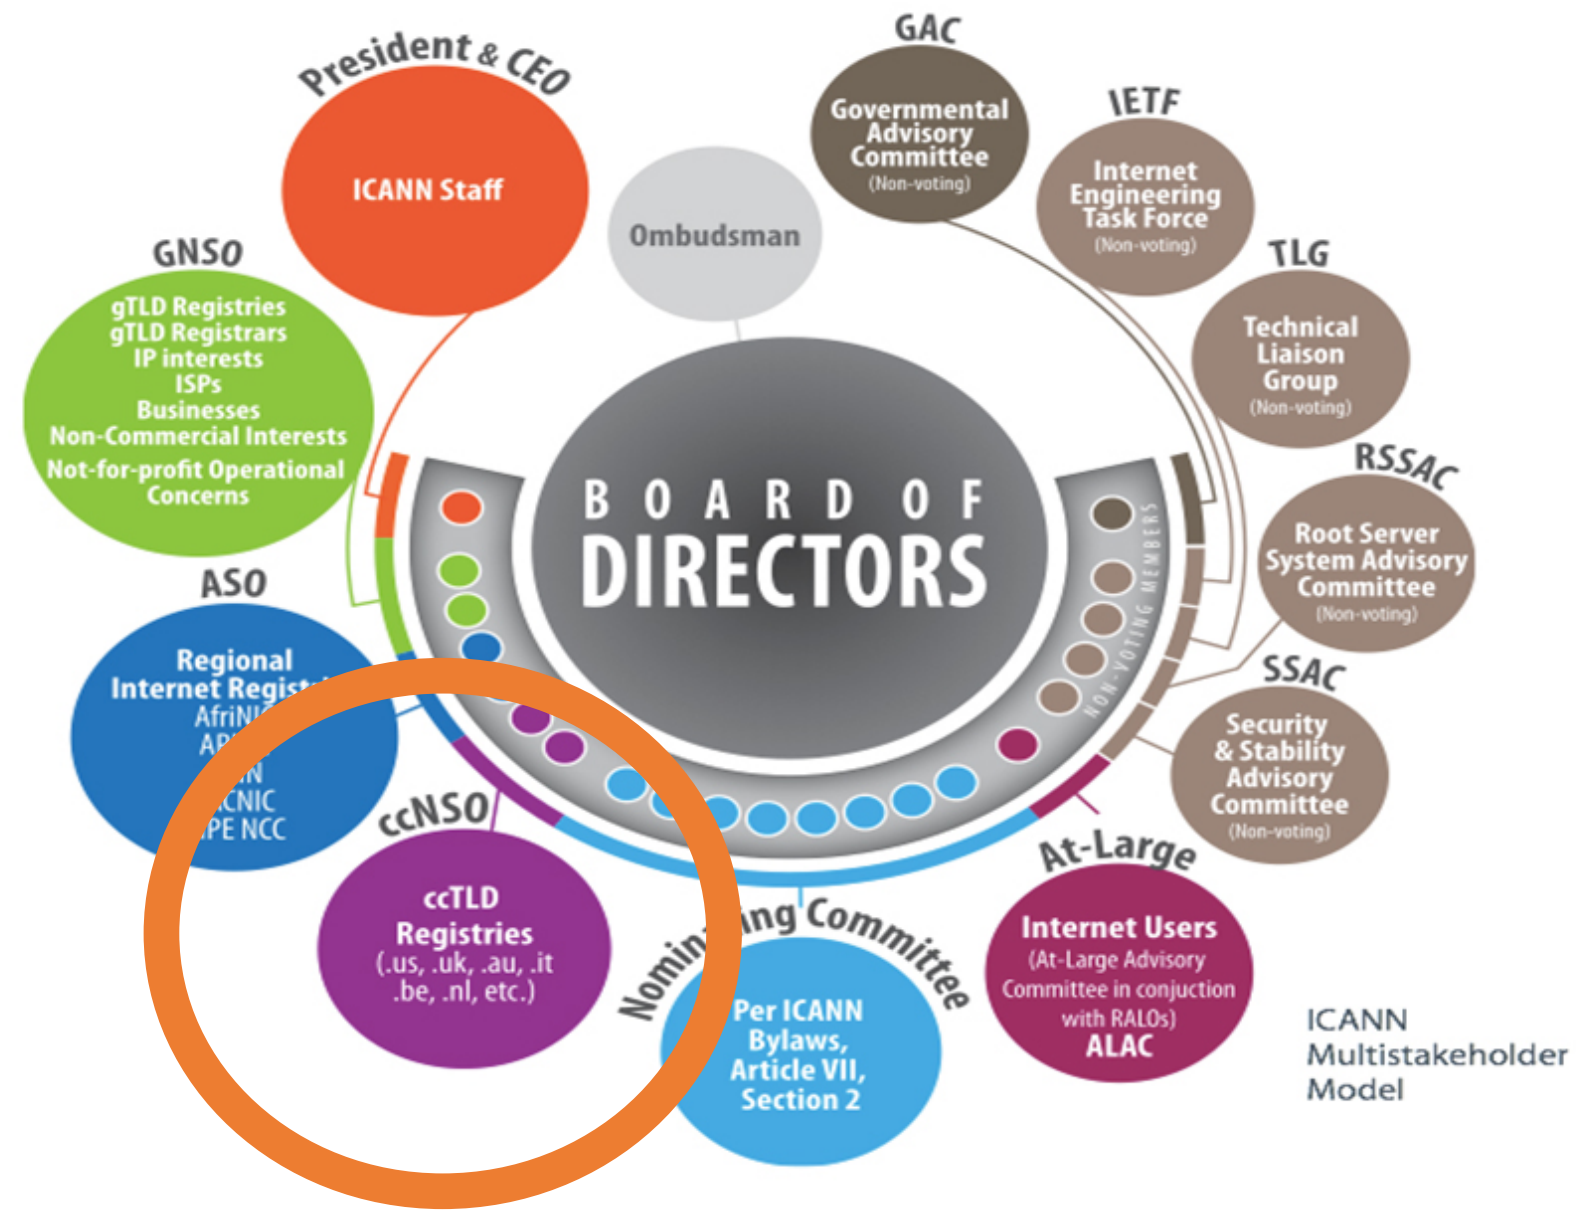 President & CEO
ICANN Staff
Ombudsman
GAC
Governmental
Advisory
Committee
(Non-voting)
IETF
Internet
Engineering
Task Force
(Non-voting)
TLG
Technical
Liaison
Group
(Non-voting)
RSSAC
Root Server
System Advisory
Committee
(Non-voting)
SSAC
Security
& Stability
Advisory
Committee
(Non-voting)
GNSO
gTLD Registries
gTLD Registrars
IP interests
ISPs
Businesses
Non-Commercial Interests
Not-for-profit Operational
Concerns
ASO
Regional
Internet
NCC
BOARD OF
DIRECTORS
NON-VOTING MEMBERS
ccNSO
ccTLD
Registries
(.us, .uk, .au, .it
.be, .nl, etc.)
Committee
Per ICANN
Bylaws,
Article VII,
Section 2
At-Large
Internet Users
(At-Large Advisory
Committee in conjuction
with RALOs)
ALAC
ICANN
Multistakeholder
Model